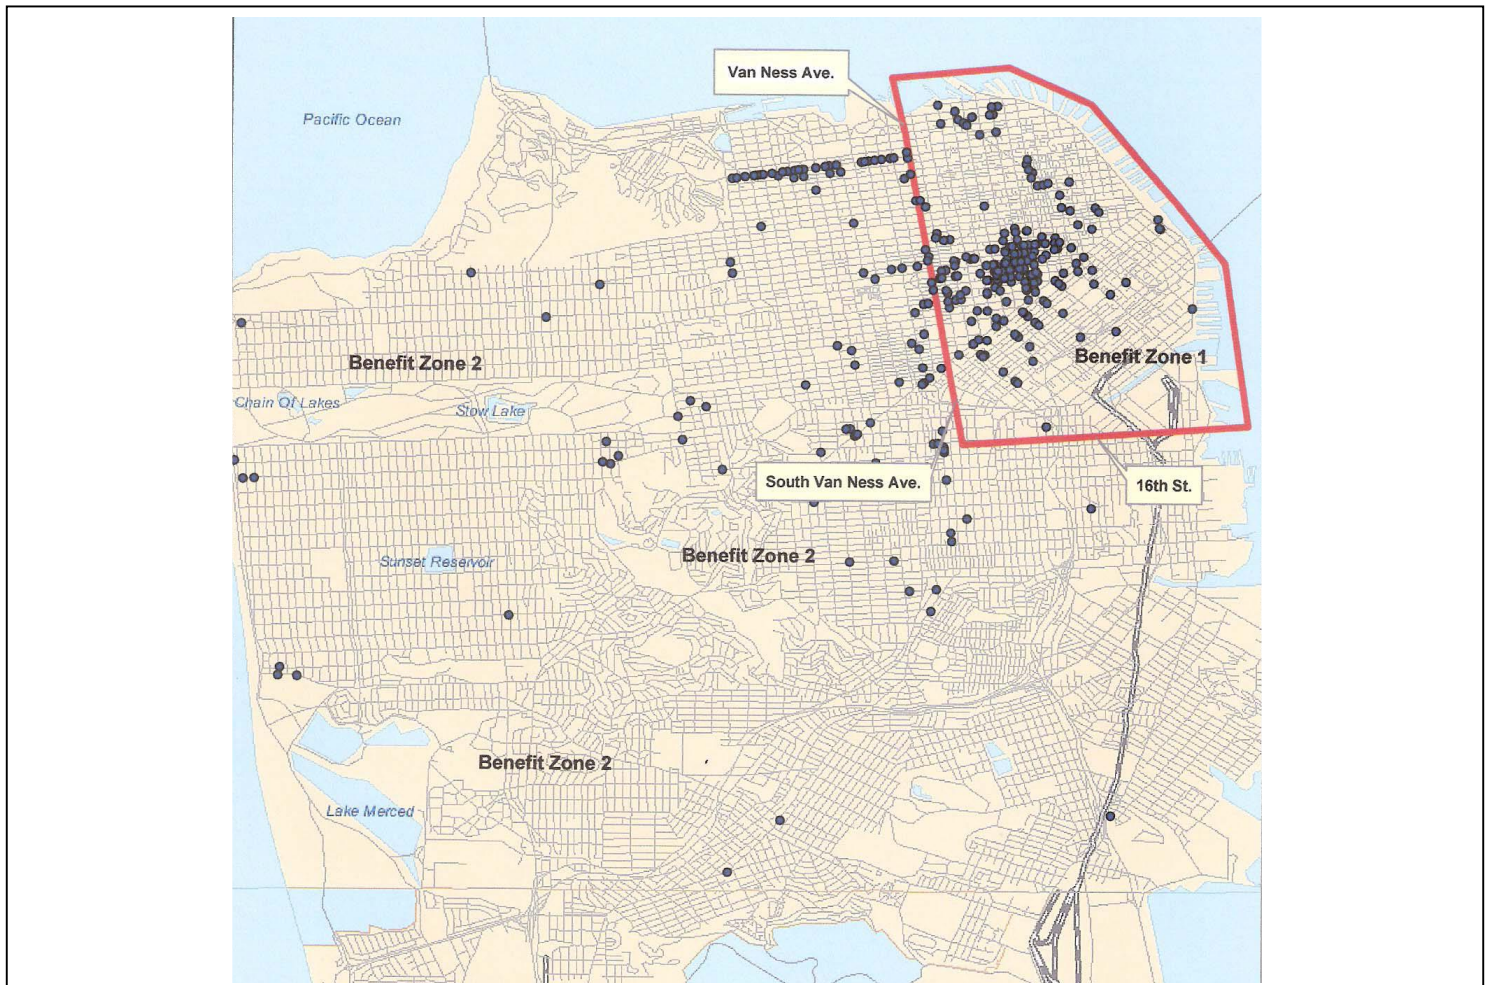 Van Ness Ave.
Pacific Ocean
Benefit Zone 1
Benefit Zone 2
Chain Of Lakes
Stow Lake
South Van Ness Ave.
16th St.
Benefit Zone 2
Sunset Reservoir
Benefit Zone 2
Lake Merced